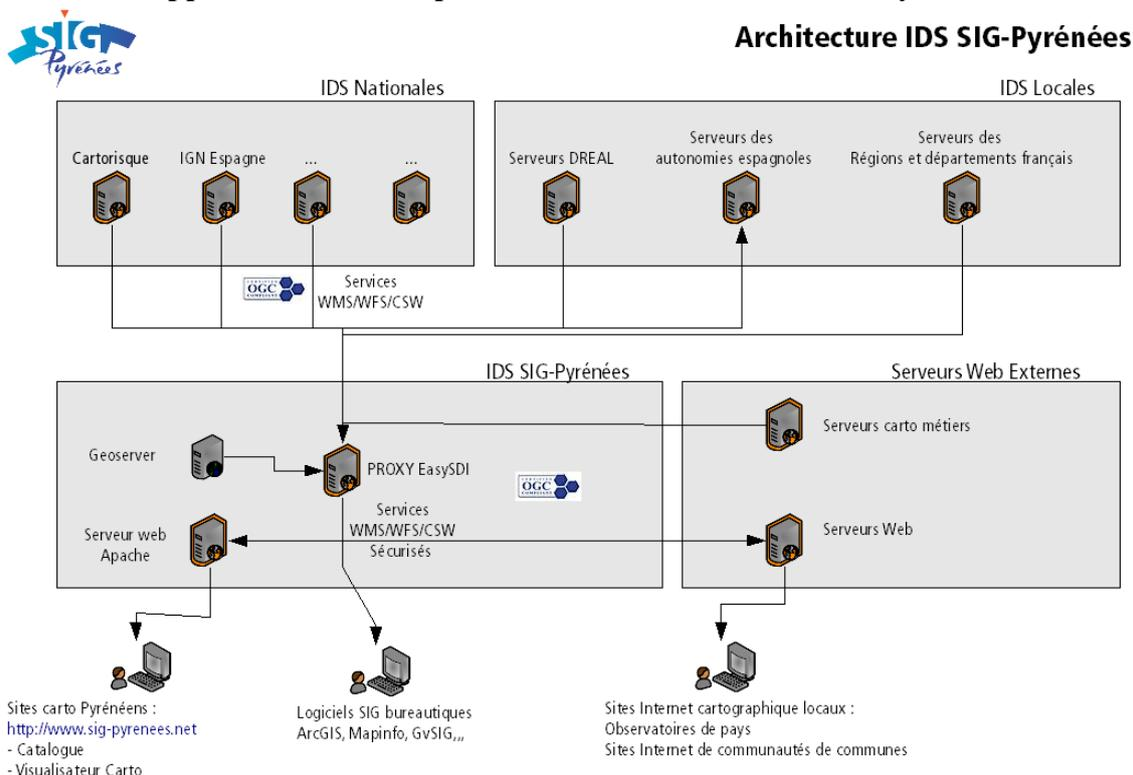 SIG
Pyrénées
Architecture IDS SIG-Pyrénées
IDS Nationales
Cartorisque
IGN Espagne
...
...
IDS Locales
Serveurs DREAL
Serveurs des
autonomies espagnoles
Serveurs des
Régions et départements français
OGC
Services
WMS/WFS/CSW
IDS SIG-Pyrénées
Geoserver
PROXY EasySDI
OGC
Services
WMS/WFS/CSW
Sécurisés
Serveur web
Apache
Serveurs Web Externes
Serveurs carto métiers
Serveurs Web
Sites carto Pyrénéens :
http://www.sig-pyrenees.net
- Catalogue
- Visualisateur Carto
Logiciels SIG bureautiques
ArcGIS, Mapinfo, GvSIG,,,
Sites Internet cartographique locaux :
Observatoires de pays
Sites Internet de communautés de communes